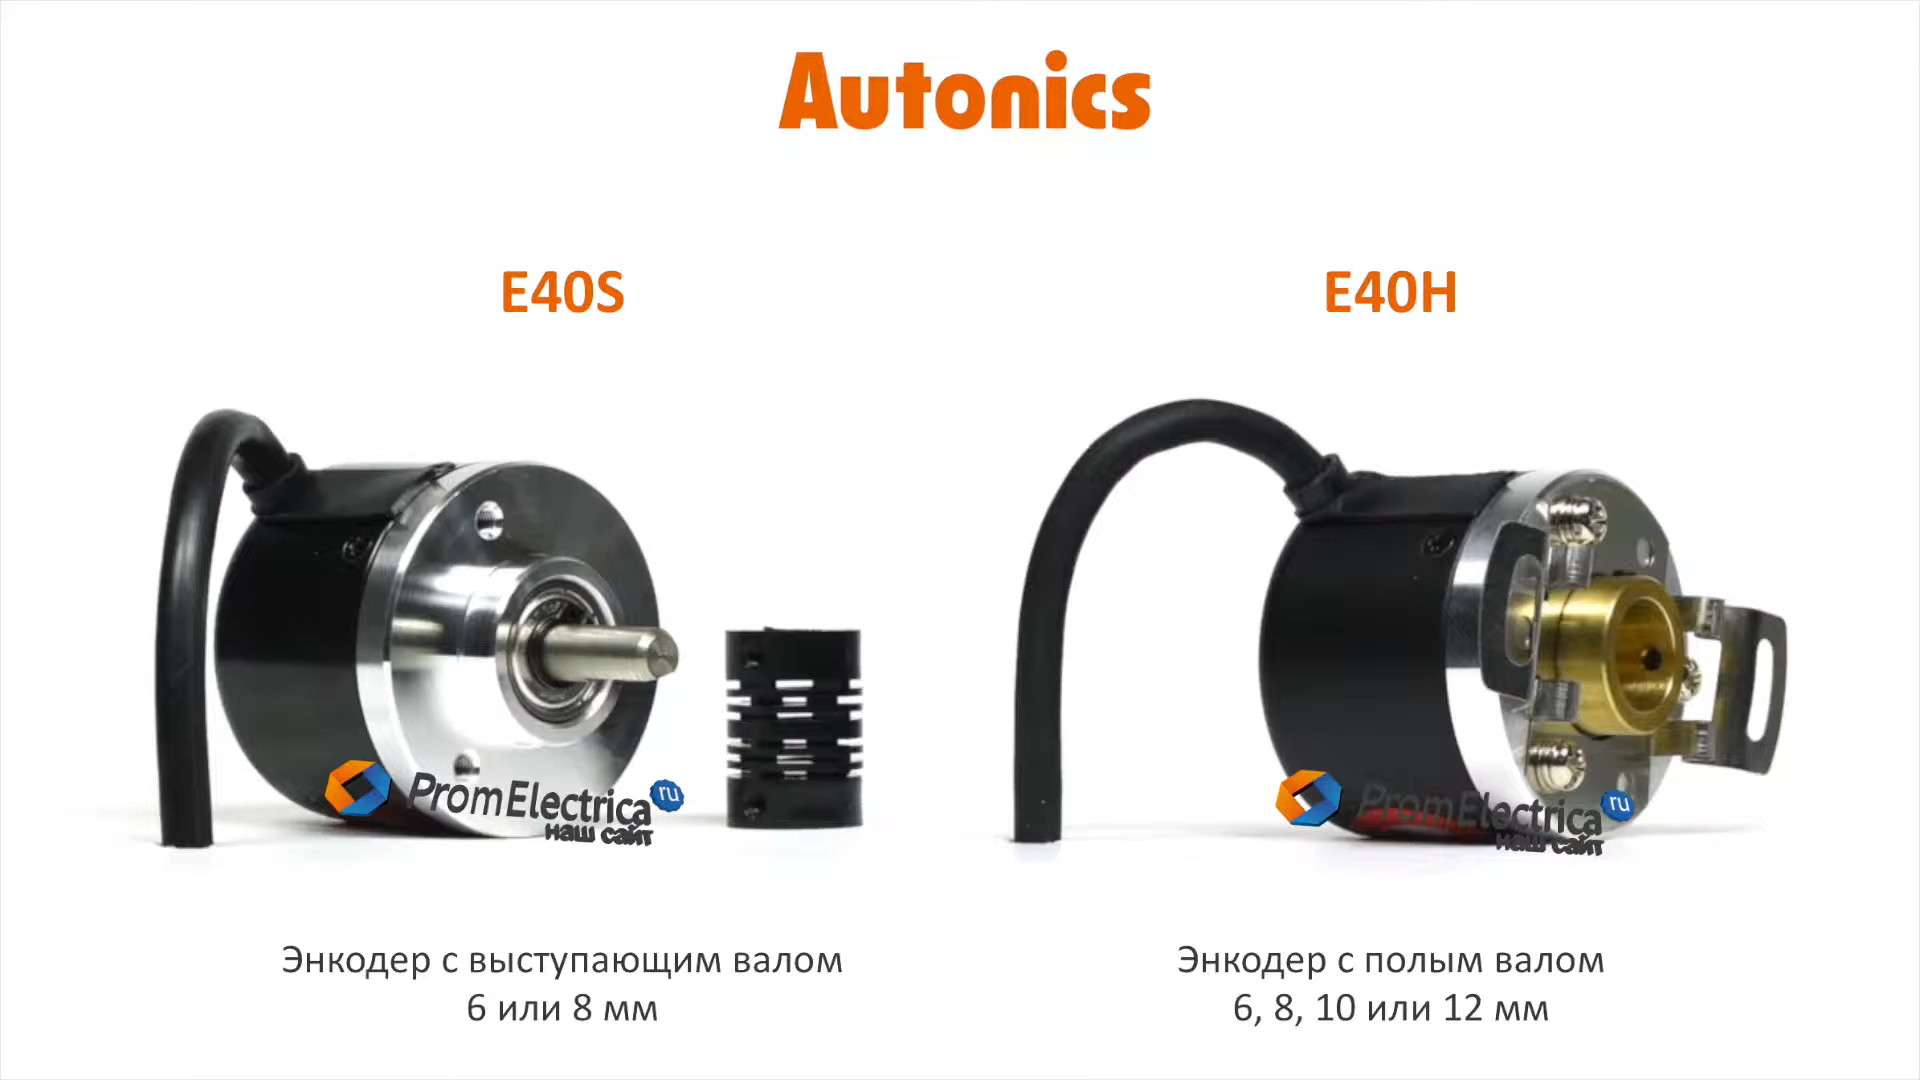 Autonics
E40S
E40H
PromElectrica ru
наш сайт
PromElectrica ru
наш сайт
Энкодер с выступающим валом
6 или 8 мм
Энкодер с полым валом
6, 8, 10 или 12 мм